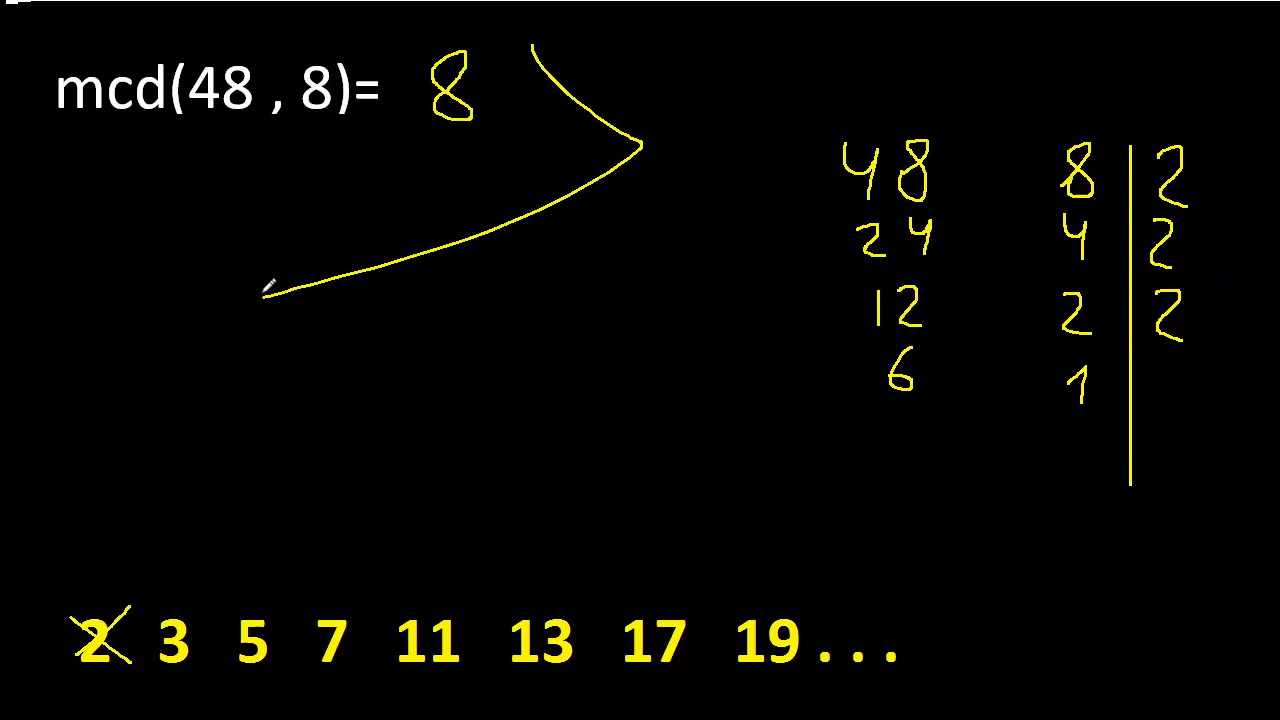 mcd(48 , 8)= 8
48 8 | 2
24 4 | 2
12 2 | 2
6 1 |
2 3 5 7 11 13 17 19 . . .